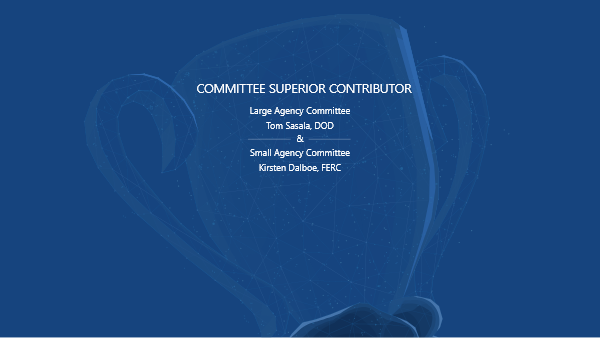 COMMITTEE SUPERIOR CONTRIBUTOR
Large Agency Committee
Tom Sasala, DOD
&
Small Agency Committee
Kirsten Dalboe, FERC